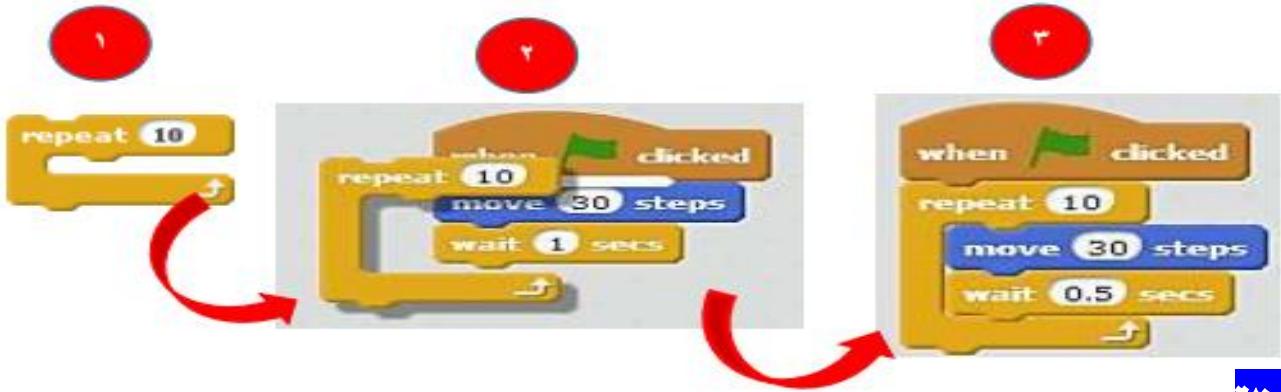 ١
٢
٣
repeat 10
when clicked
repeat 10
move 30 steps
wait 1 secs
when clicked
repeat 10
move 30 steps
wait 0.5 secs